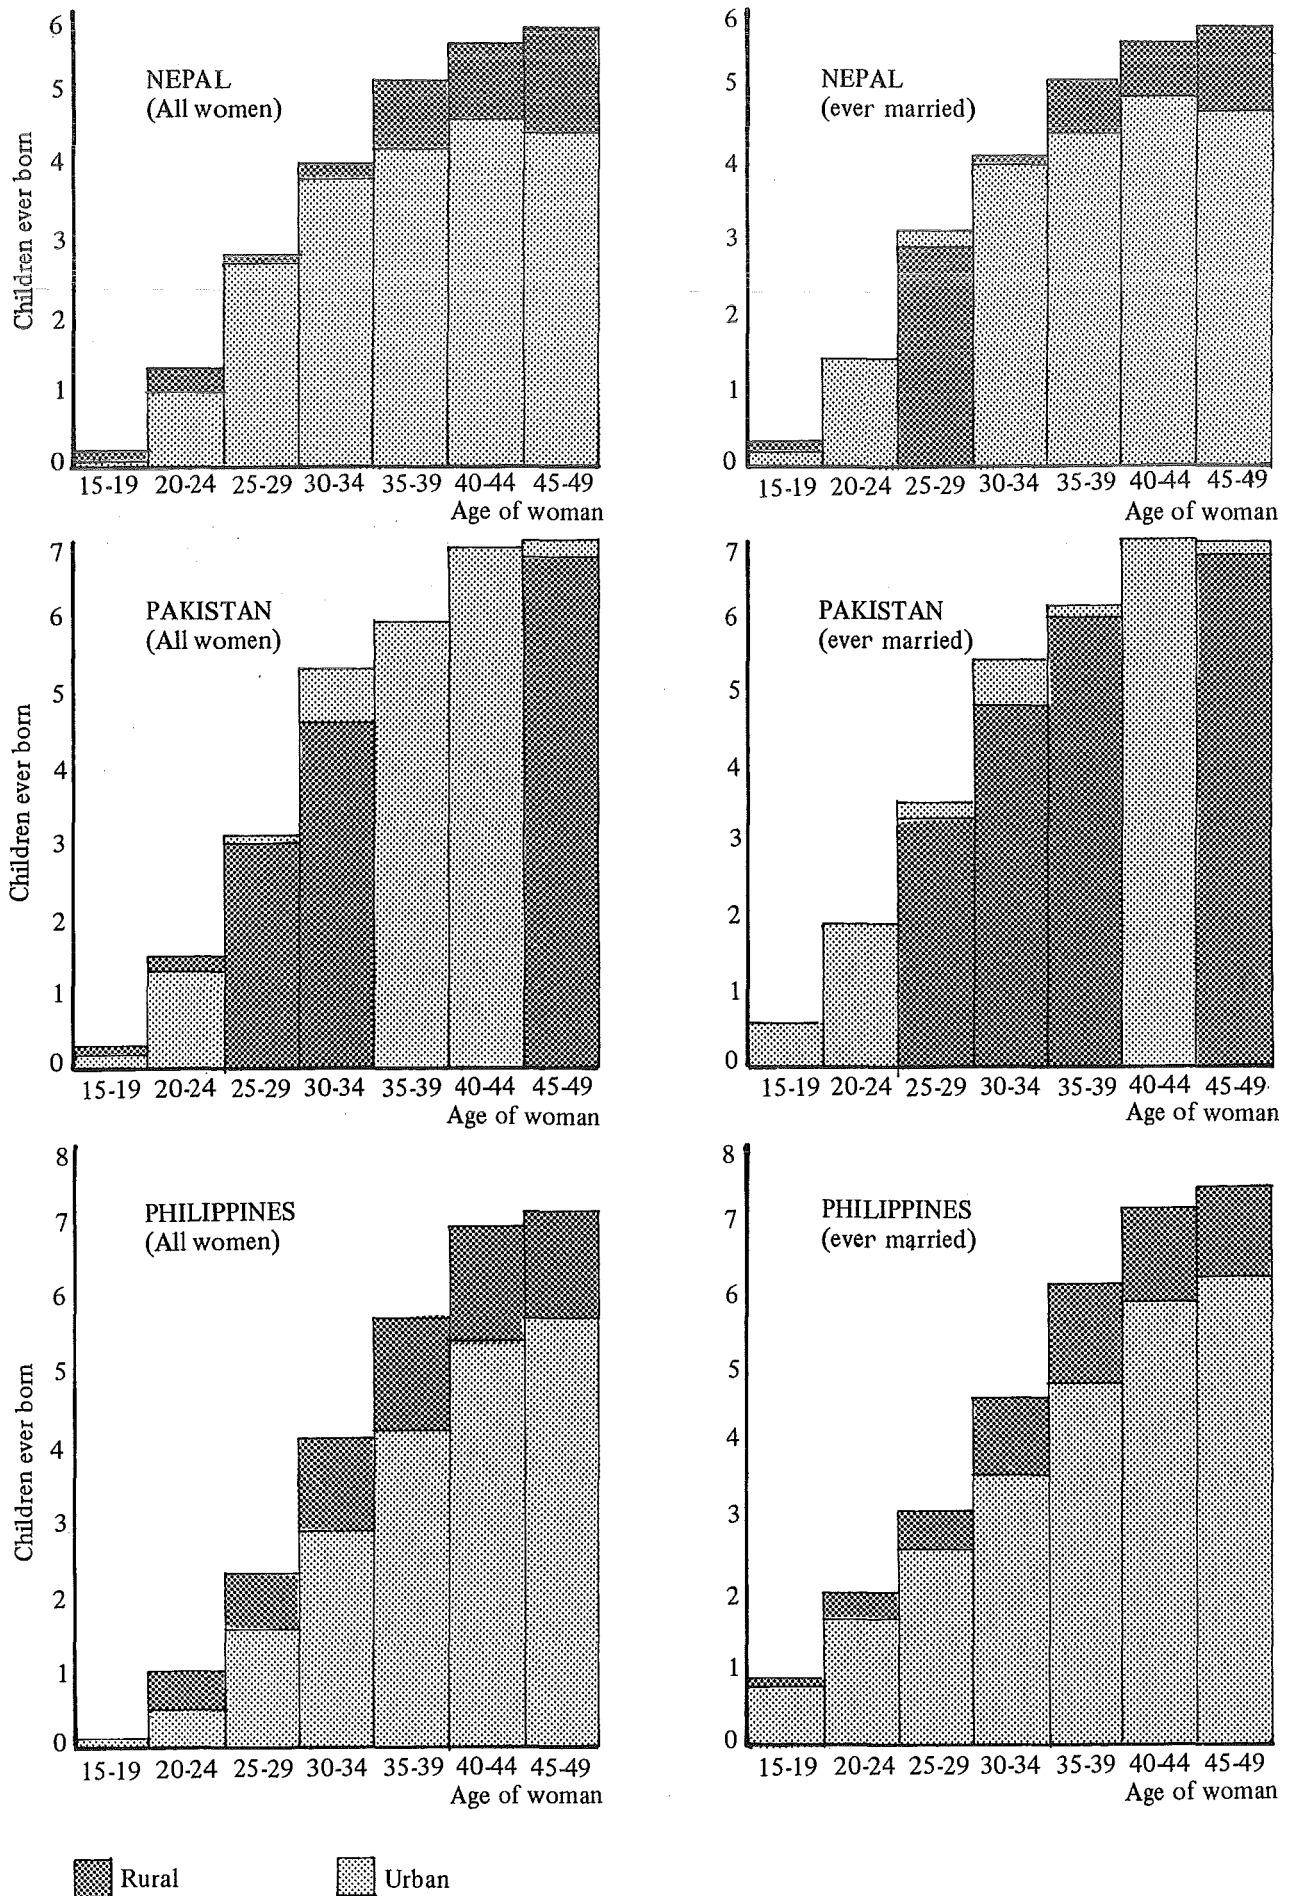 6
5
4
3
2
1
0
Children ever born
NEPAL
(All women)
15-19 20-24 25-29 30-34 35-39 40-44 45-49
Age of woman
6
5
4
3
2
1
0
NEPAL
(ever married)
15-19 20-24 25-29 30-34 35-39 40-44 45-49
Age of woman
7
6
5
4
3
2
1
0
Children ever born
PAKISTAN
(All women)
15-19 20-24 25-29 30-34 35-39 40-44 45-49
Age of woman
7
6
5
4
3
2
1
0
PAKISTAN
(ever married)
15-19 20-24 25-29 30-34 35-39 40-44 45-49
Age of woman
8
7
6
5
4
3
2
1
0
Children ever born
PHILIPPINES
(All women)
15-19 20-24 25-29 30-34 35-39 40-44 45-49
Age of woman
8
7
6
5
4
3
2
1
0
PHILIPPINES
(ever married)
15-19 20-24 25-29 30-34 35-39 40-44 45-49
Age of woman
Rural
Urban